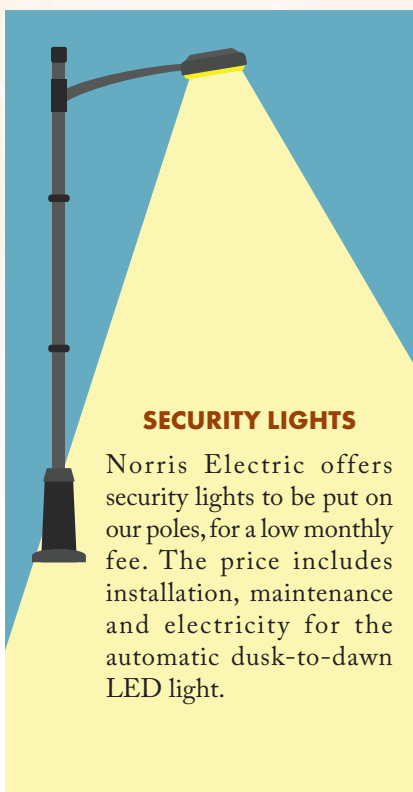 SECURITY LIGHTS
Norris Electric offers
security lights to be put on
our poles, for a low monthly
fee. The price includes
installation, maintenance
and electricity for the
automatic dusk-to-dawn
LED light.